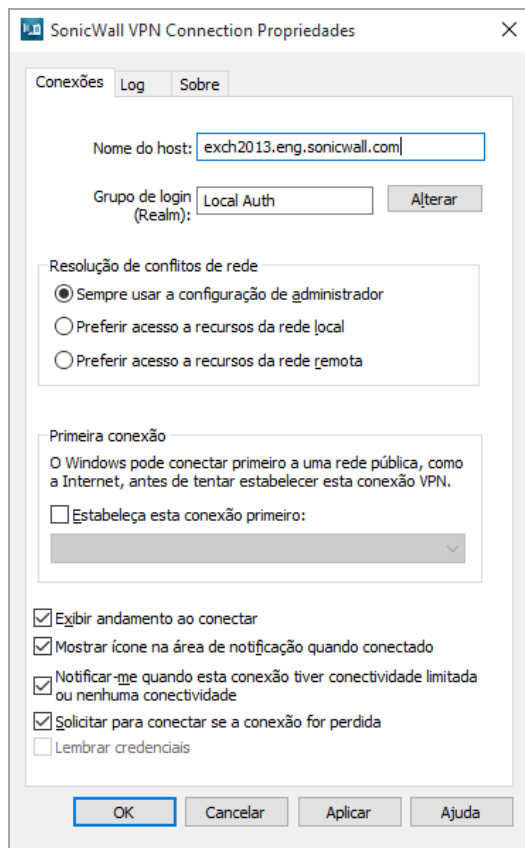 SonicWall VPN Connection Propriedades
Conexões
Log
Sobre
Nome do host:
exch2013.eng.sonicwall.com
Grupo de login
(Realm):
Local Auth
Alterar
Resolução de conflitos de rede
Sempre usar a configuração de administrador
Preferir acesso a recursos da rede local
Preferir acesso a recursos da rede remota
Primeira conexão
O Windows pode conectar primeiro a uma rede pública, como
a Internet, antes de tentar estabelecer esta conexão VPN.
Estabeleça esta conexão primeiro:
Exibir andamento ao conectar
Mostrar ícone na área de notificação quando conectado
Notificar-me quando esta conexão tiver conectividade limitada
ou nenhuma conectividade
Solicitar para conectar se a conexão for perdida
Lembrar credenciais
OK
Cancelar
Aplicar
Ajuda